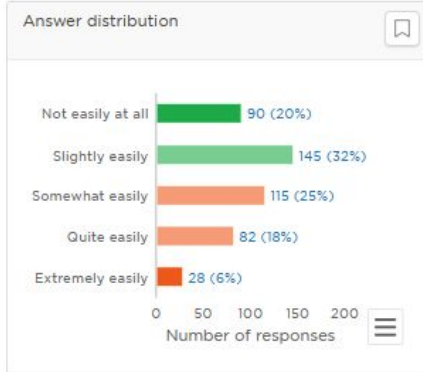 Answer distribution
Not easily at all 90 (20%)
Slightly easily 145 (32%)
Somewhat easily 115 (25%)
Quite easily 82 (18%)
Extremely easily 28 (6%)
0 50 100 150 200
Number of responses